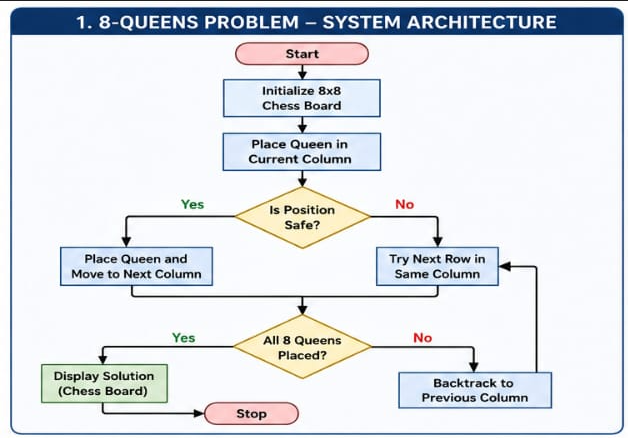 1. 8-QUEENS PROBLEM – SYSTEM ARCHITECTURE
Start
Initialize 8x8
Chess Board
Place Queen in
Current Column
Is Position
Safe?
Yes
No
Place Queen and
Move to Next Column
Try Next Row in
Same Column
All 8 Queens
Placed?
Yes
No
Display Solution
(Chess Board)
Backtrack to
Previous Column
Stop